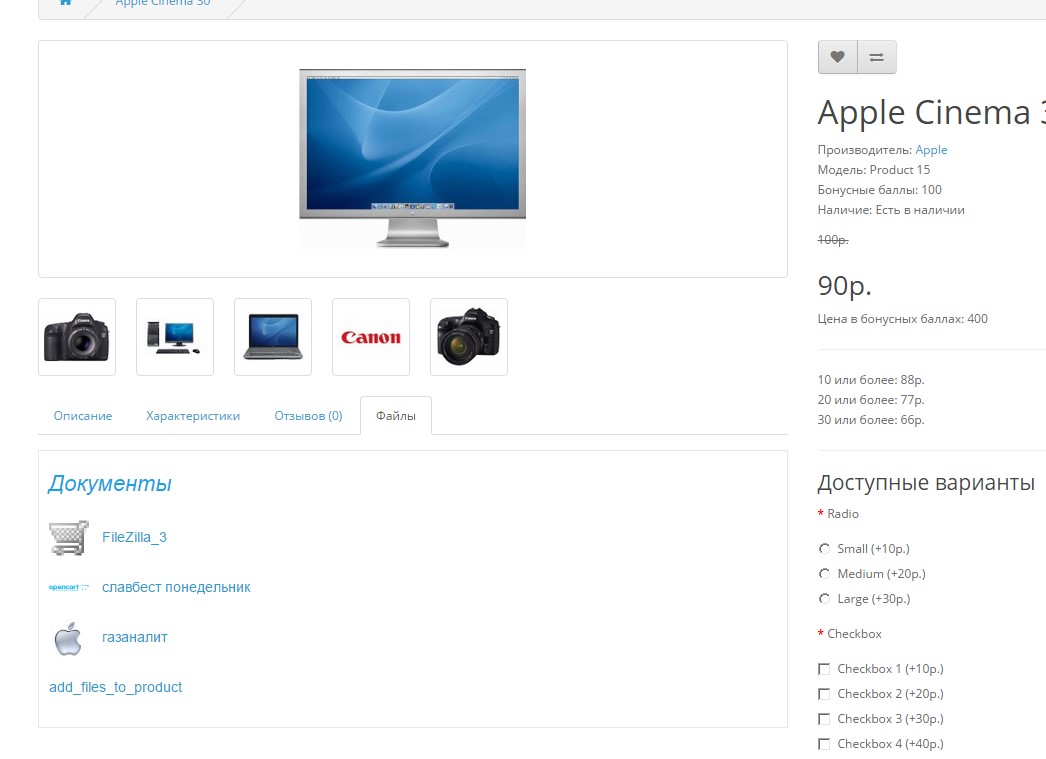 Apple Cinema 30
Canon
Описание
Характеристики
Отзывов (0)
Файлы
Документы
FileZilla_3
opencart
славбест понедельник
газаналит
add_files_to_product
Apple Cinema 3
Производитель: Apple
Модель: Product 15
Бонусные баллы: 100
Наличие: Есть в наличии
100р.
90р.
Цена в бонусных баллах: 400
10 или более: 88р.
20 или более: 77р.
30 или более: 66р.
Доступные варианты
* Radio
Small (+10р.)
Medium (+20р.)
Large (+30р.)
* Checkbox
Checkbox 1 (+10р.)
Checkbox 2 (+20р.)
Checkbox 3 (+30р.)
Checkbox 4 (+40р.)